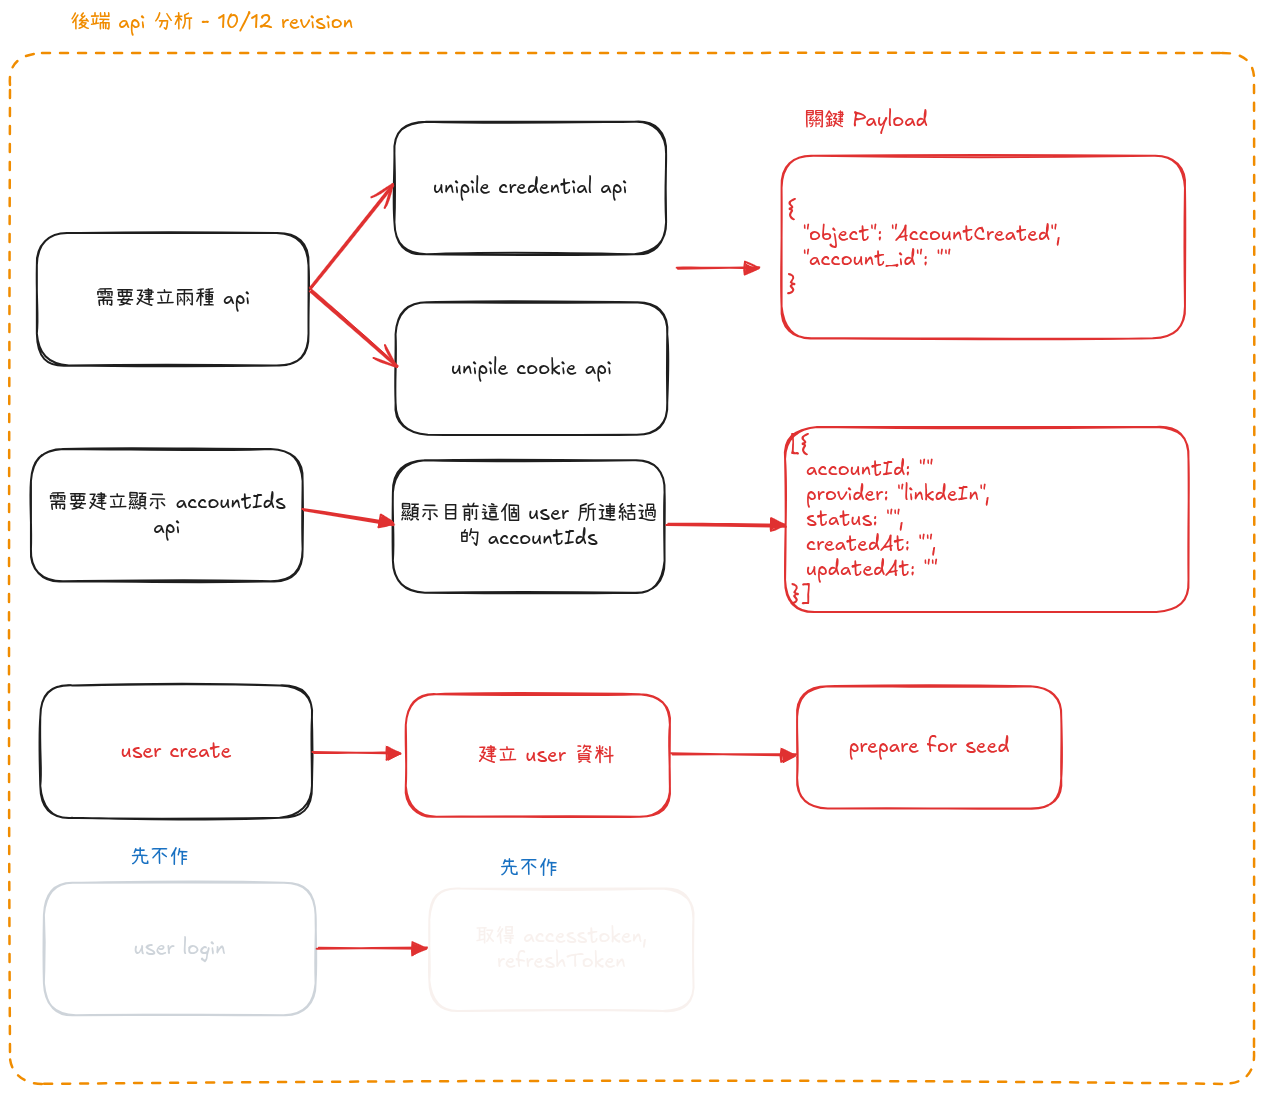 後端 api 分析 - 10/12 revision
關鍵 Payload
unipile credential api
{
"object": "AccountCreated",
"account_id": ""
}
需要建立兩種 api
unipile cookie api
需要建立顯示 accountIds
api
顯示目前這個 user 所連結過
的 accountIds
[{
accountId: ""
provider: "linkdeIn",
status: "",
createdAt: "",
updatedAt: ""
}]
user create
建立 user 資料
prepare for seed
先不作
先不作
user login
取得 accesstoken,
refreshToken